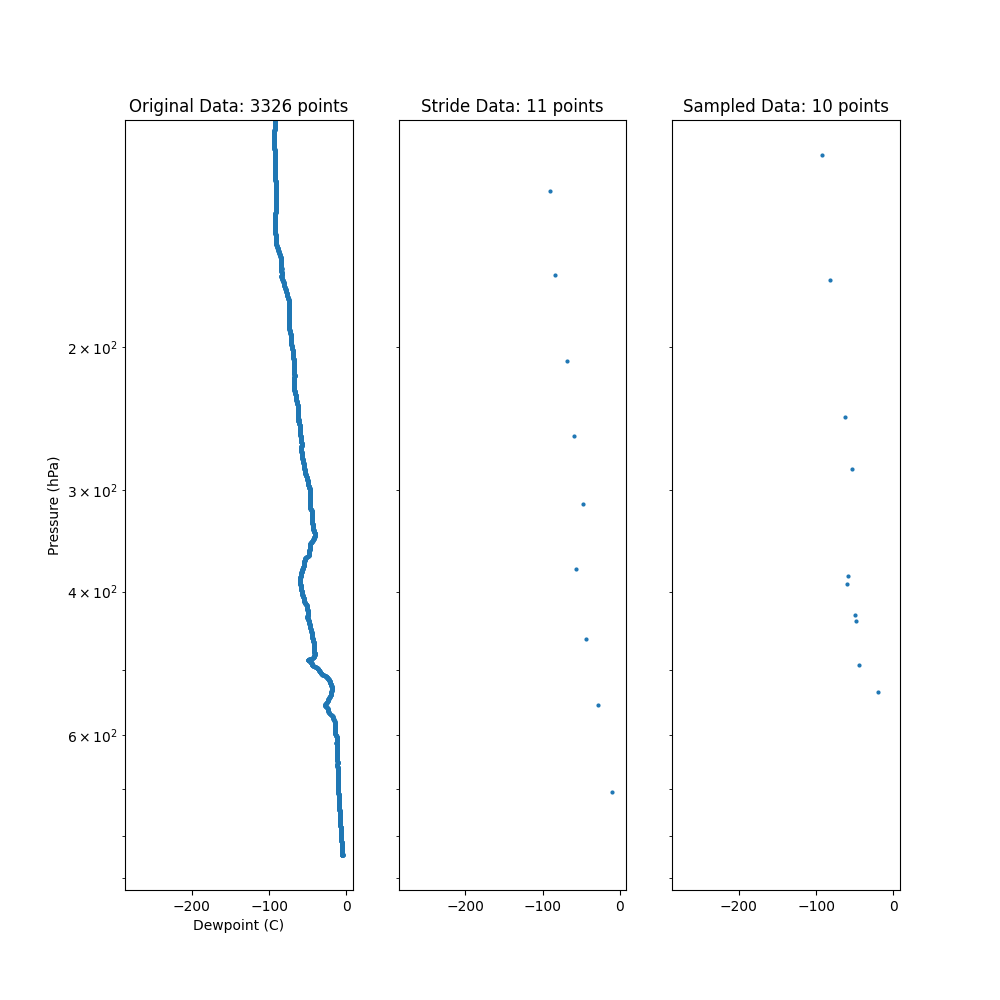 Original Data: 3326 points
Stride Data: 11 points
Sampled Data: 10 points
2 × 10²
3 × 10²
4 × 10²
6 × 10²
Pressure (hPa)
−200 −100 0
−200 −100 0
−200 −100 0
Dewpoint (C)